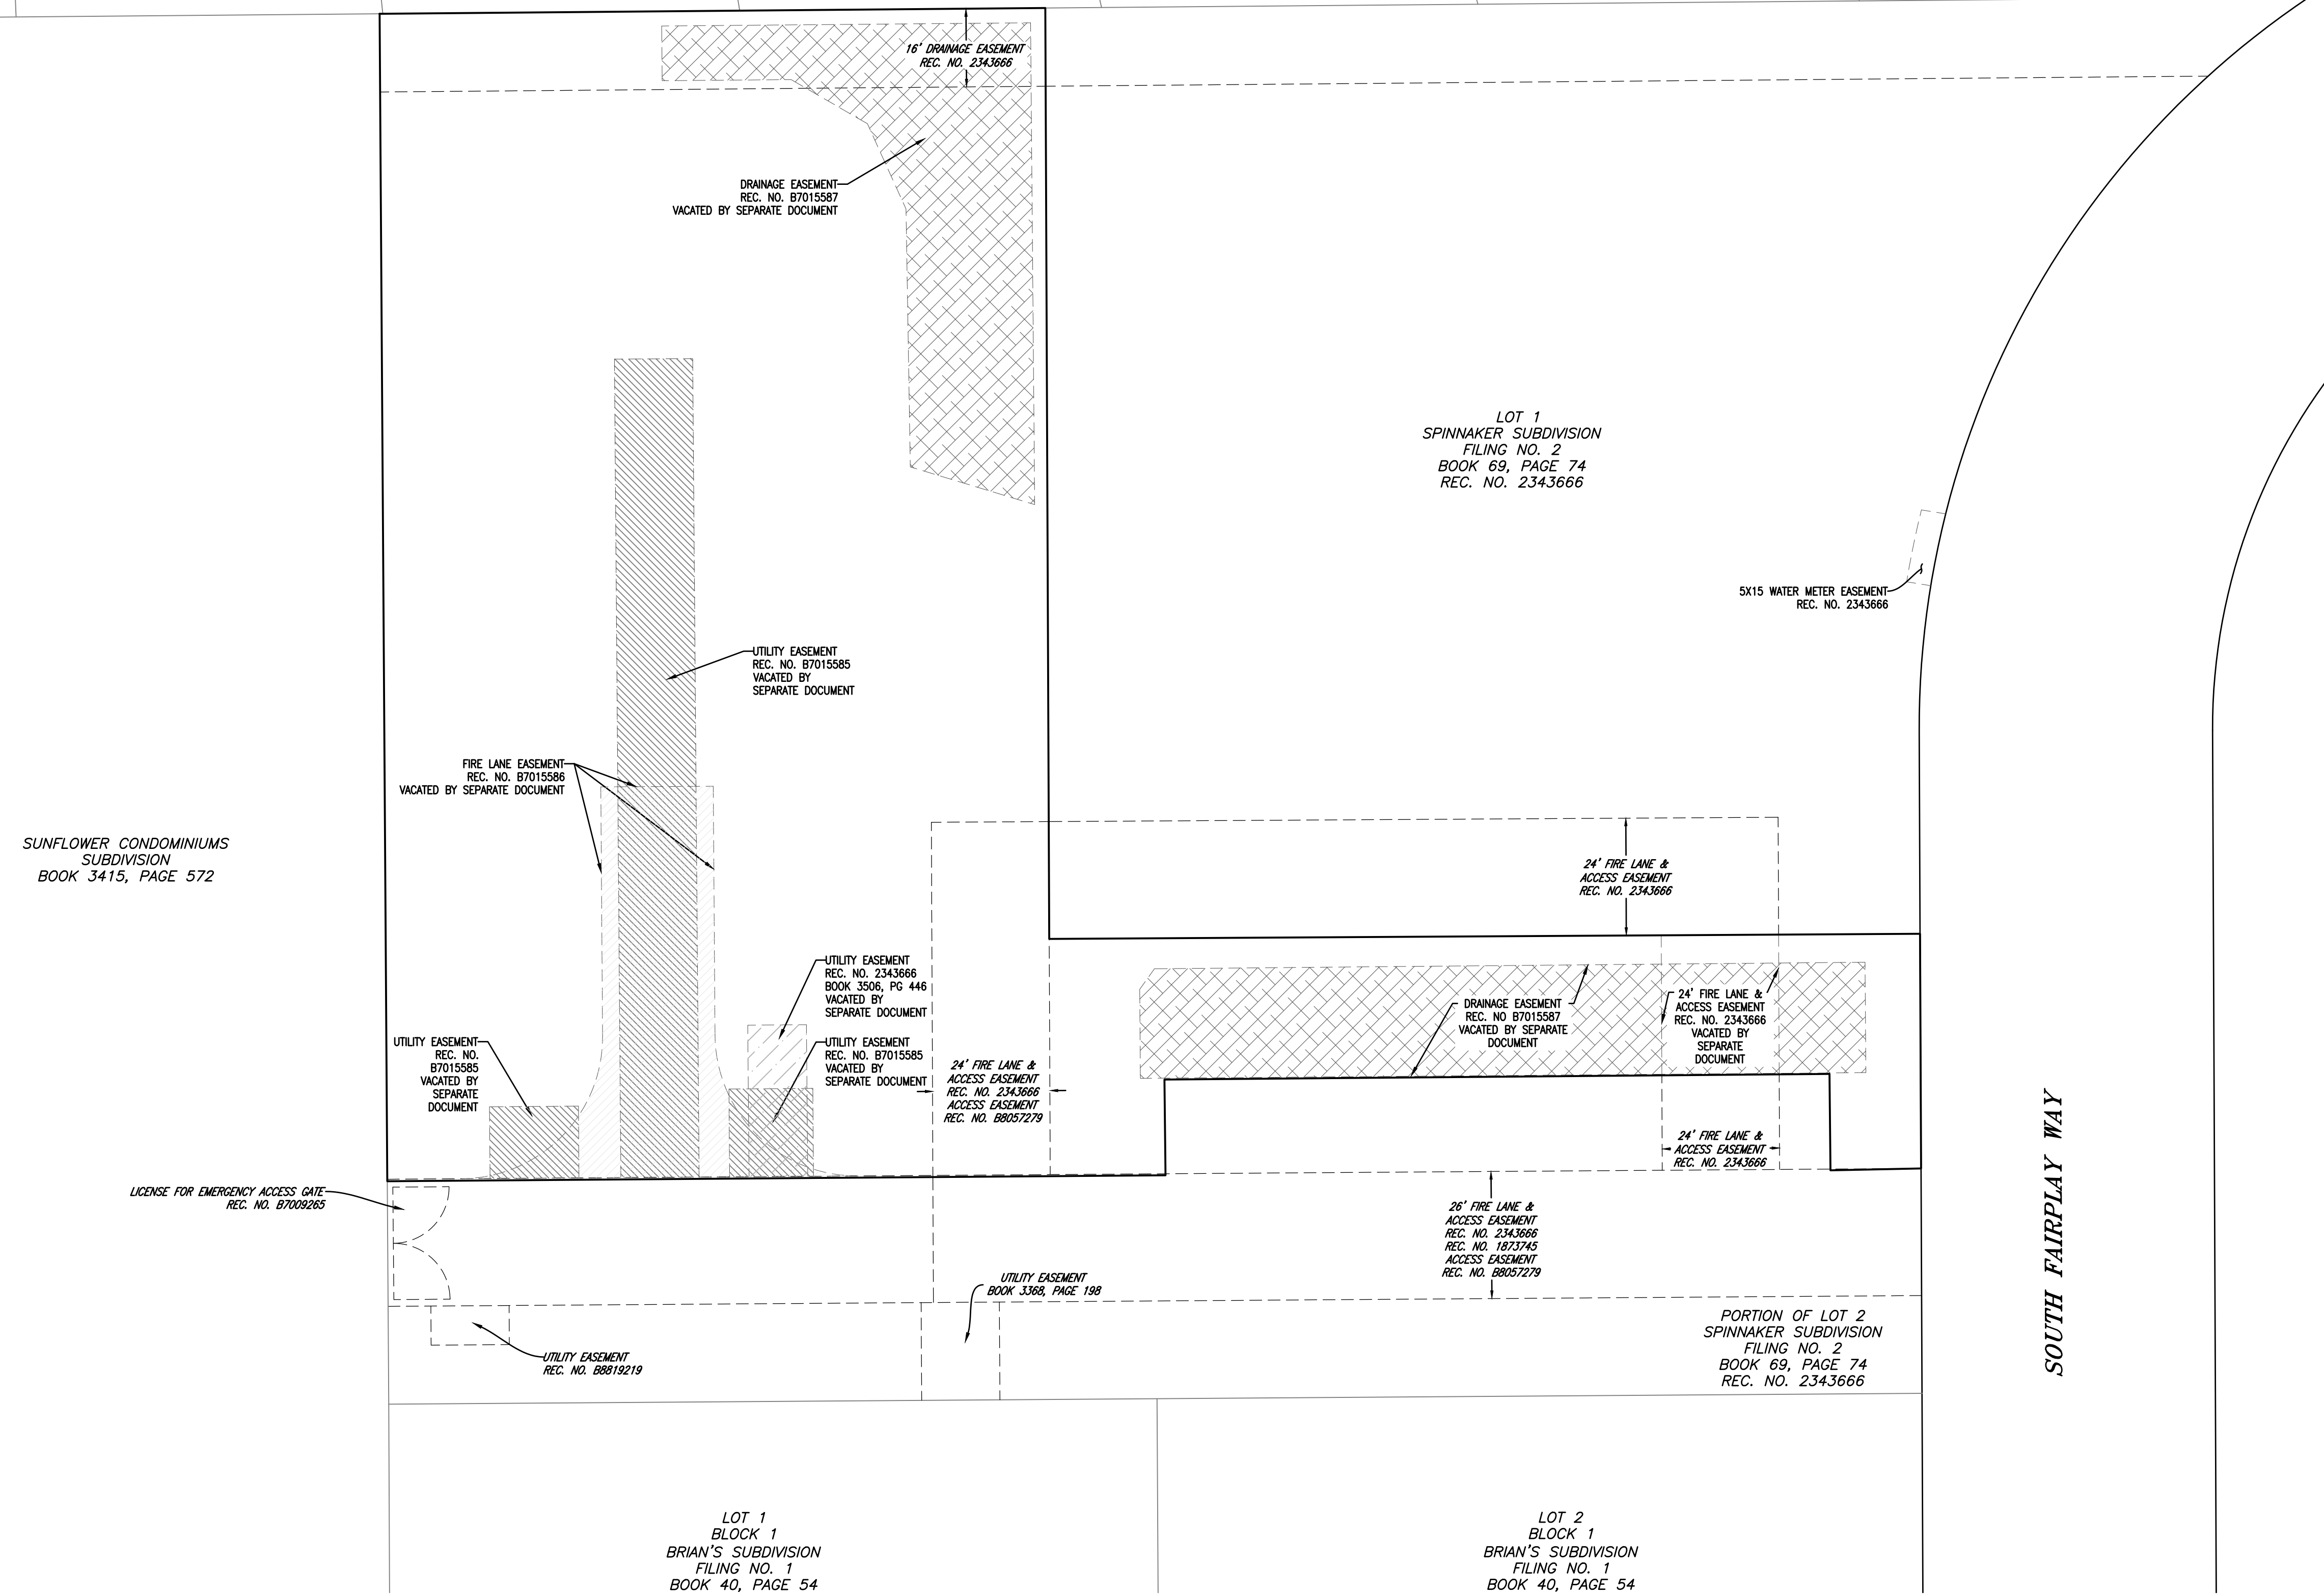 16' DRAINAGE EASEMENT
REC. NO. 2343666
DRAINAGE EASEMENT
REC. NO. B7015587
VACATED BY SEPARATE DOCUMENT
LOT 1
SPINNAKER SUBDIVISION
FILING NO. 2
BOOK 69, PAGE 74
REC. NO. 2343666
5X15 WATER METER EASEMENT
REC. NO. 2343666
UTILITY EASEMENT
REC. NO. B7015585
VACATED BY
SEPARATE DOCUMENT
FIRE LANE EASEMENT
REC. NO. B7015586
VACATED BY SEPARATE DOCUMENT
SUNFLOWER CONDOMINIUMS
SUBDIVISION
BOOK 3415, PAGE 572
24' FIRE LANE &
ACCESS EASEMENT
REC. NO. 2343666
UTILITY EASEMENT
REC. NO. 2343666
BOOK 3506, PG 446
VACATED BY
SEPARATE DOCUMENT
UTILITY EASEMENT
REC. NO. B7015585
VACATED BY
SEPARATE DOCUMENT
UTILITY EASEMENT
REC. NO.
B7015585
VACATED BY
SEPARATE
DOCUMENT
24' FIRE LANE &
ACCESS EASEMENT
REC. NO. 2343666
ACCESS EASEMENT
REC. NO. B8057279
DRAINAGE EASEMENT
REC. NO B7015587
VACATED BY SEPARATE
DOCUMENT
24' FIRE LANE &
ACCESS EASEMENT
REC. NO. 2343666
VACATED BY
SEPARATE
DOCUMENT
24' FIRE LANE &
ACCESS EASEMENT
REC. NO. 2343666
LICENSE FOR EMERGENCY ACCESS GATE
REC. NO. B7009265
26' FIRE LANE &
ACCESS EASEMENT
REC. NO. 2343666
REC. NO. 1873745
ACCESS EASEMENT
REC. NO. B8057279
UTILITY EASEMENT
BOOK 3368, PAGE 198
UTILITY EASEMENT
REC. NO. B8819219
PORTION OF LOT 2
SPINNAKER SUBDIVISION
FILING NO. 2
BOOK 69, PAGE 74
REC. NO. 2343666
SOUTH FAIRPLAY WAY
LOT 1
BLOCK 1
BRIAN'S SUBDIVISION
FILING NO. 1
BOOK 40, PAGE 54
LOT 2
BLOCK 1
BRIAN'S SUBDIVISION
FILING NO. 1
BOOK 40, PAGE 54